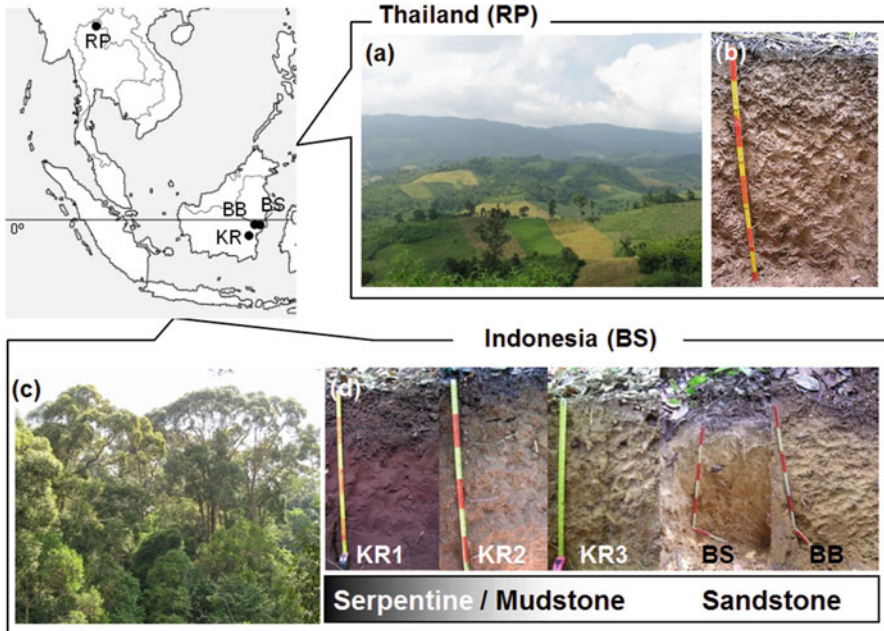 Thailand (RP)
RP
(a)
(b)
BB
BS
0°
KR
Indonesia (BS)
(c)
(d)
KR1
KR2
KR3
BS
BB
Serpentine / Mudstone
Sandstone